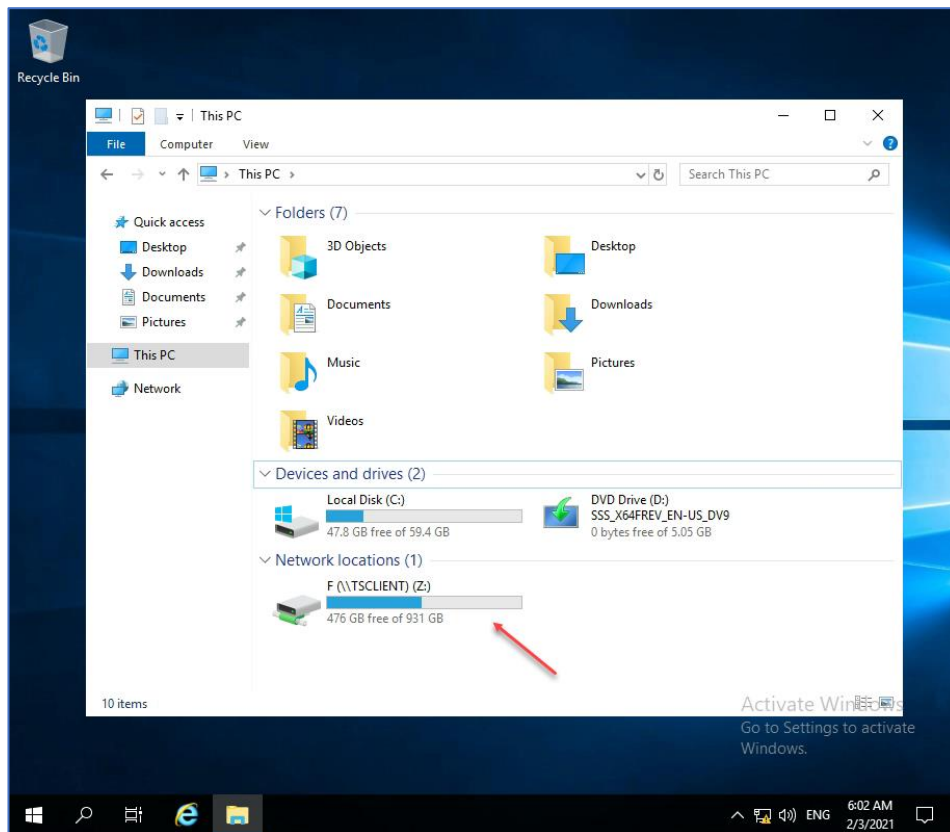 Recycle Bin
This PC
File Computer View
This PC
Search This PC
Quick access
Desktop
Downloads
Documents
Pictures
This PC
Network
Folders (7)
3D Objects
Desktop
Documents
Downloads
Music
Pictures
Videos
Devices and drives (2)
Local Disk (C:)
47.8 GB free of 59.4 GB
DVD Drive (D:)
SSS_X64FREV_EN-US_DV9
0 bytes free of 5.05 GB
Network locations (1)
F (\\TSCLIENT) (Z:)
476 GB free of 931 GB
10 items
Activate Windows
Go to Settings to activate
Windows.
ENG
6:02 AM
2/3/2021